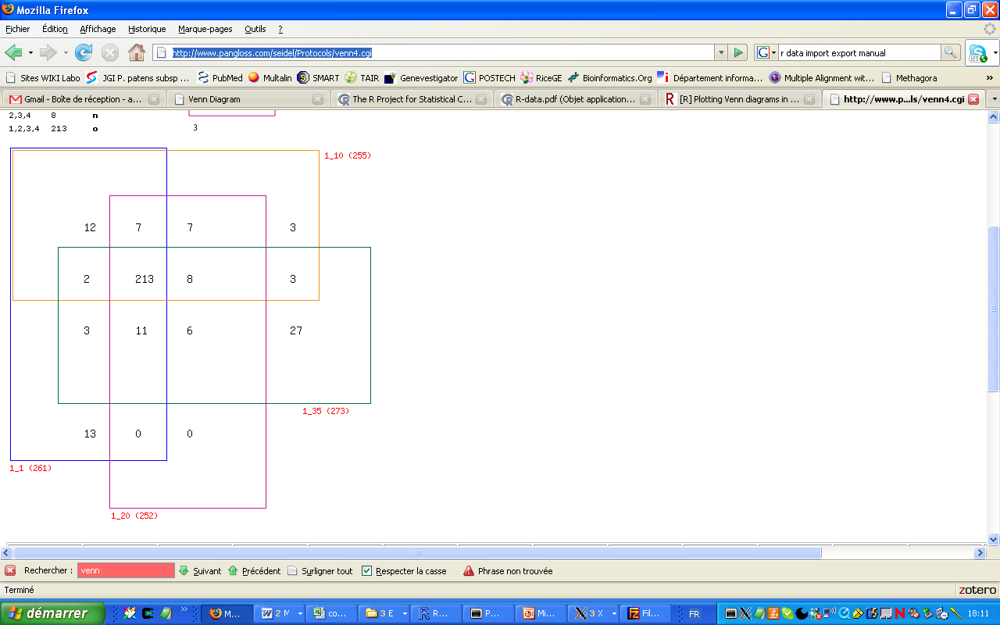 Mozilla Firefox
Fichier Édition Affichage Historique Marque-pages Outils ?
http://www.pangloss.com/seidel/Protocols/venn4.cgi
r data import export manual
Sites WIKI Labo JGI P. patens subsp ... PubMed Multalin SMART TAIR Genevestigator POSTECH RiceGE Bioinformatics.Org Département informa... Multiple Alignment wit... Methagora »
Gmail - Boîte de réception - a... Venn Diagram The R Project for Statistical C... R-data.pdf (Objet application... [R] Plotting Venn diagrams in ... http://www.p...ls/venn4.cgi
2,3,4 8 n
1,2,3,4 213 o 3
1_10 (255)
12 7 7 3
2 213 8 3
3 11 6 27
1_35 (273)
13 0 0
1_1 (261)
1_20 (252)
Rechercher : venn Suivant Précédent Surligner tout Respecter la casse Phrase non trouvée
Terminé zotero
démarrer » M... 2 M co... 3 E R... P... Mi... 3 X Fil... FR 18:11